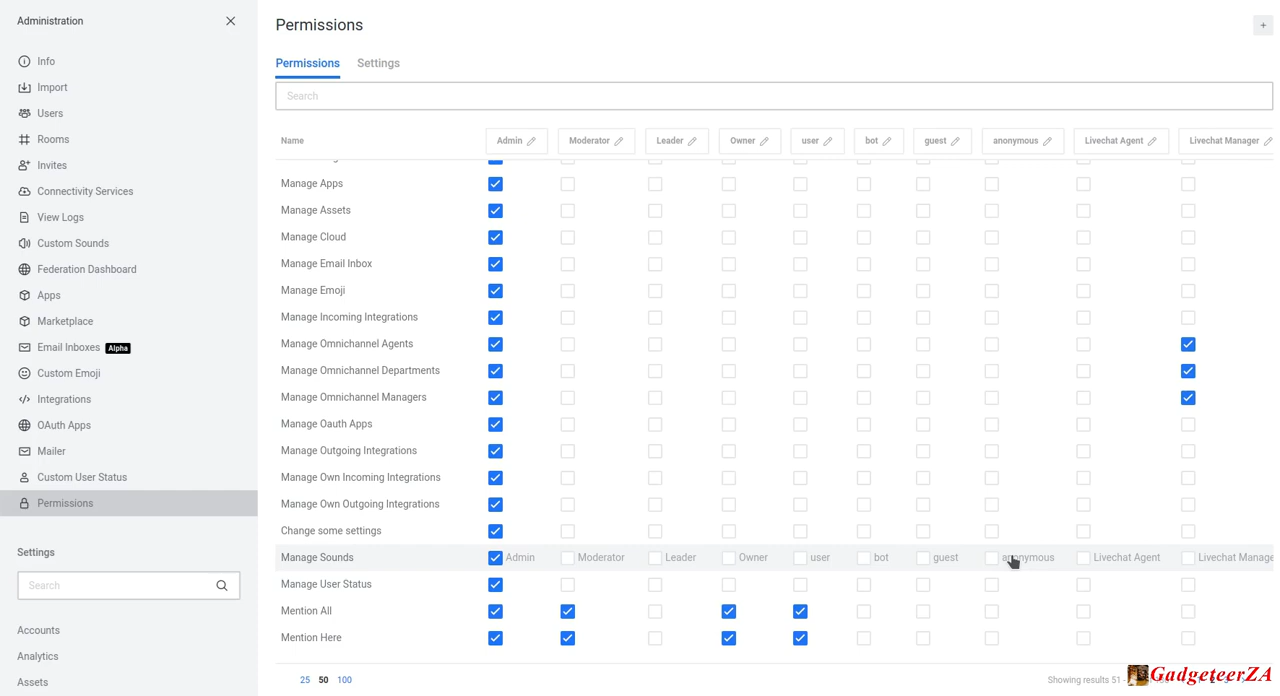 Administration
Info
Import
Users
Rooms
Invites
Connectivity Services
View Logs
Custom Sounds
Federation Dashboard
Apps
Marketplace
Email Inboxes Alpha
Custom Emoji
Integrations
OAuth Apps
Mailer
Custom User Status
Permissions
Settings
Search
Accounts
Analytics
Assets
Permissions
Permissions Settings
Search
Name Admin Moderator Leader Owner user bot guest anonymous Livechat Agent Livechat Manager
Manage Apps
Manage Assets
Manage Cloud
Manage Email Inbox
Manage Emoji
Manage Incoming Integrations
Manage Omnichannel Agents
Manage Omnichannel Departments
Manage Omnichannel Managers
Manage Oauth Apps
Manage Outgoing Integrations
Manage Own Incoming Integrations
Manage Own Outgoing Integrations
Change some settings
Manage Sounds Admin Moderator Leader Owner user bot guest anonymous Livechat Agent Livechat Manage
Manage User Status
Mention All
Mention Here
25 50 100
Showing results 51 -
GadgeteerZA